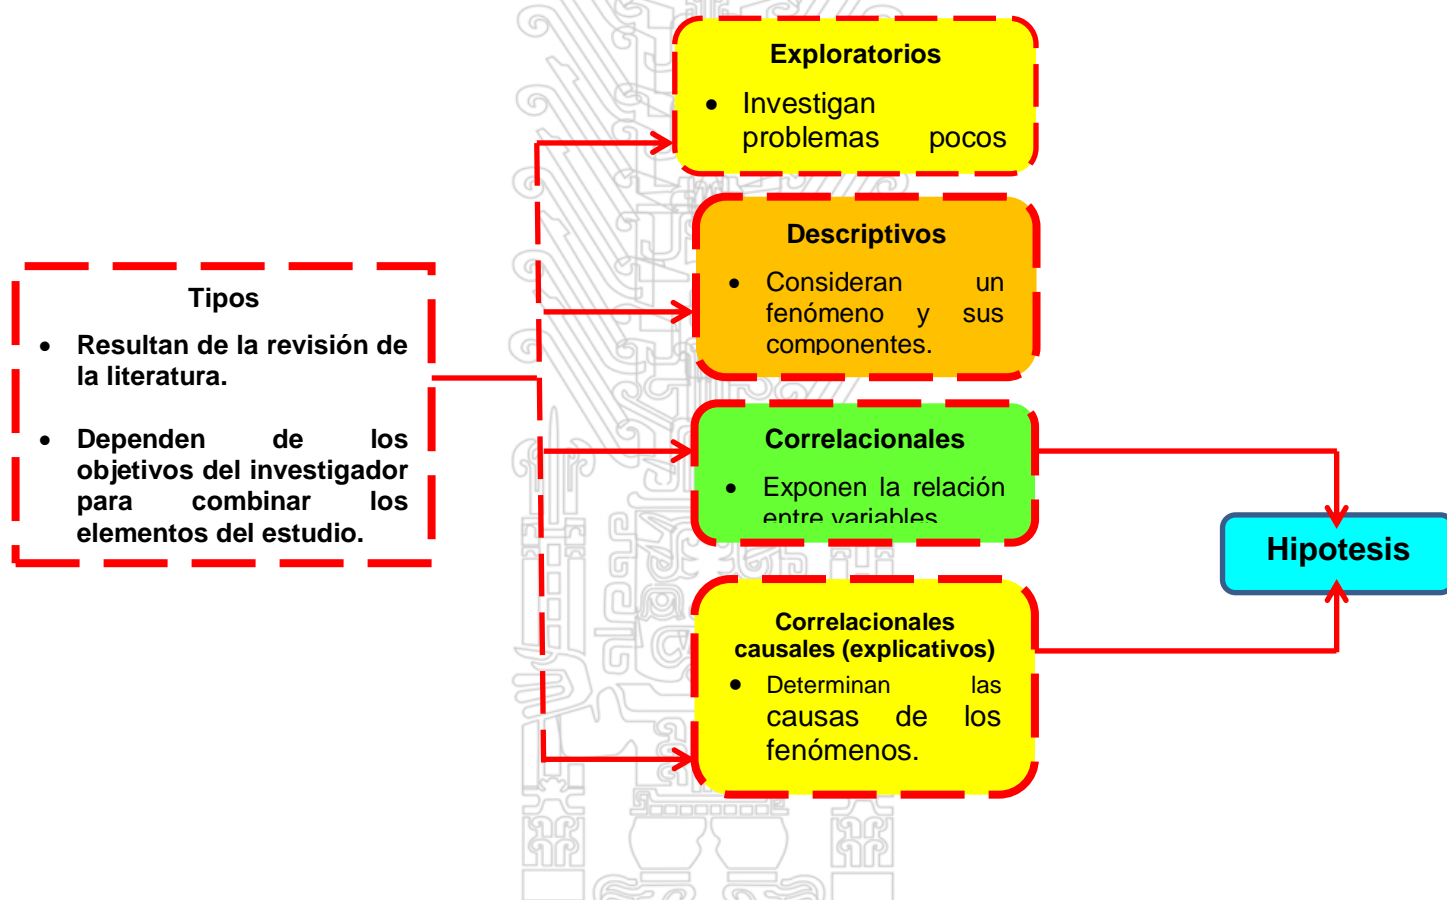 Exploratorios
• Investigan
problemas pocos
Descriptivos
• Consideran un
fenómeno y sus
componentes.
Tipos
• Resultan de la revisión de
la literatura.
• Dependen de los
objetivos del investigador
para combinar los
elementos del estudio.
Correlacionales
• Exponen la relación
entre variables
Hipotesis
Correlacionales
causales (explicativos)
• Determinan las
causas de los
fenómenos.